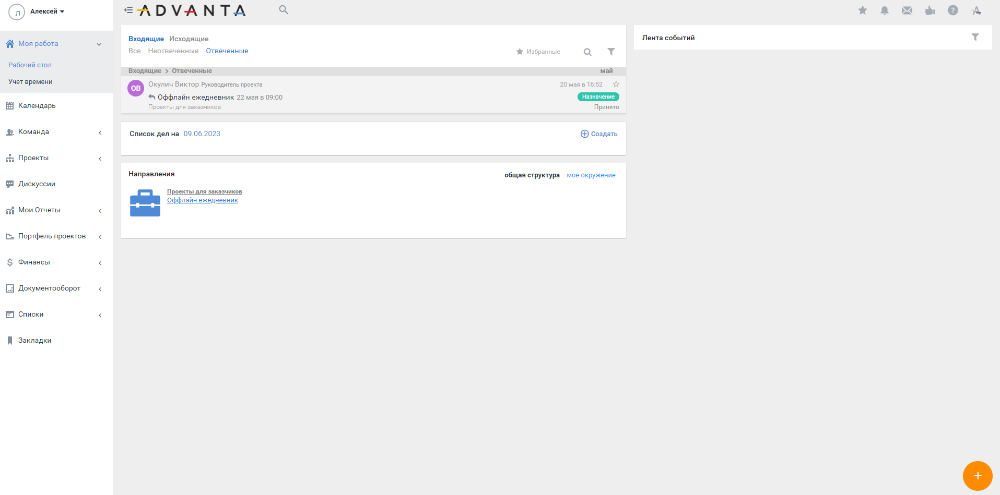 Л
Алексей
Моя работа
Рабочий стол
Учет времени
Календарь
Команда
Проекты
Дискуссии
Мои Отчеты
Портфель проектов
Финансы
Документооборот
Списки
Закладки
ADVANTA
Входящие Исходящие
Все Неотвеченные Отвеченные Избранные
Входящие > Отвеченные май
ОВ
Окулич Виктор Руководитель проекта 20 мая в 16:52
Оффлайн ежедневник 22 мая в 09:00 Назначение
Проекты для заказчиков Принято
Список дел на 09.06.2023 Создать
Направления общая структура мое окружение
Проекты для заказчиков
Оффлайн ежедневник
Лента событий